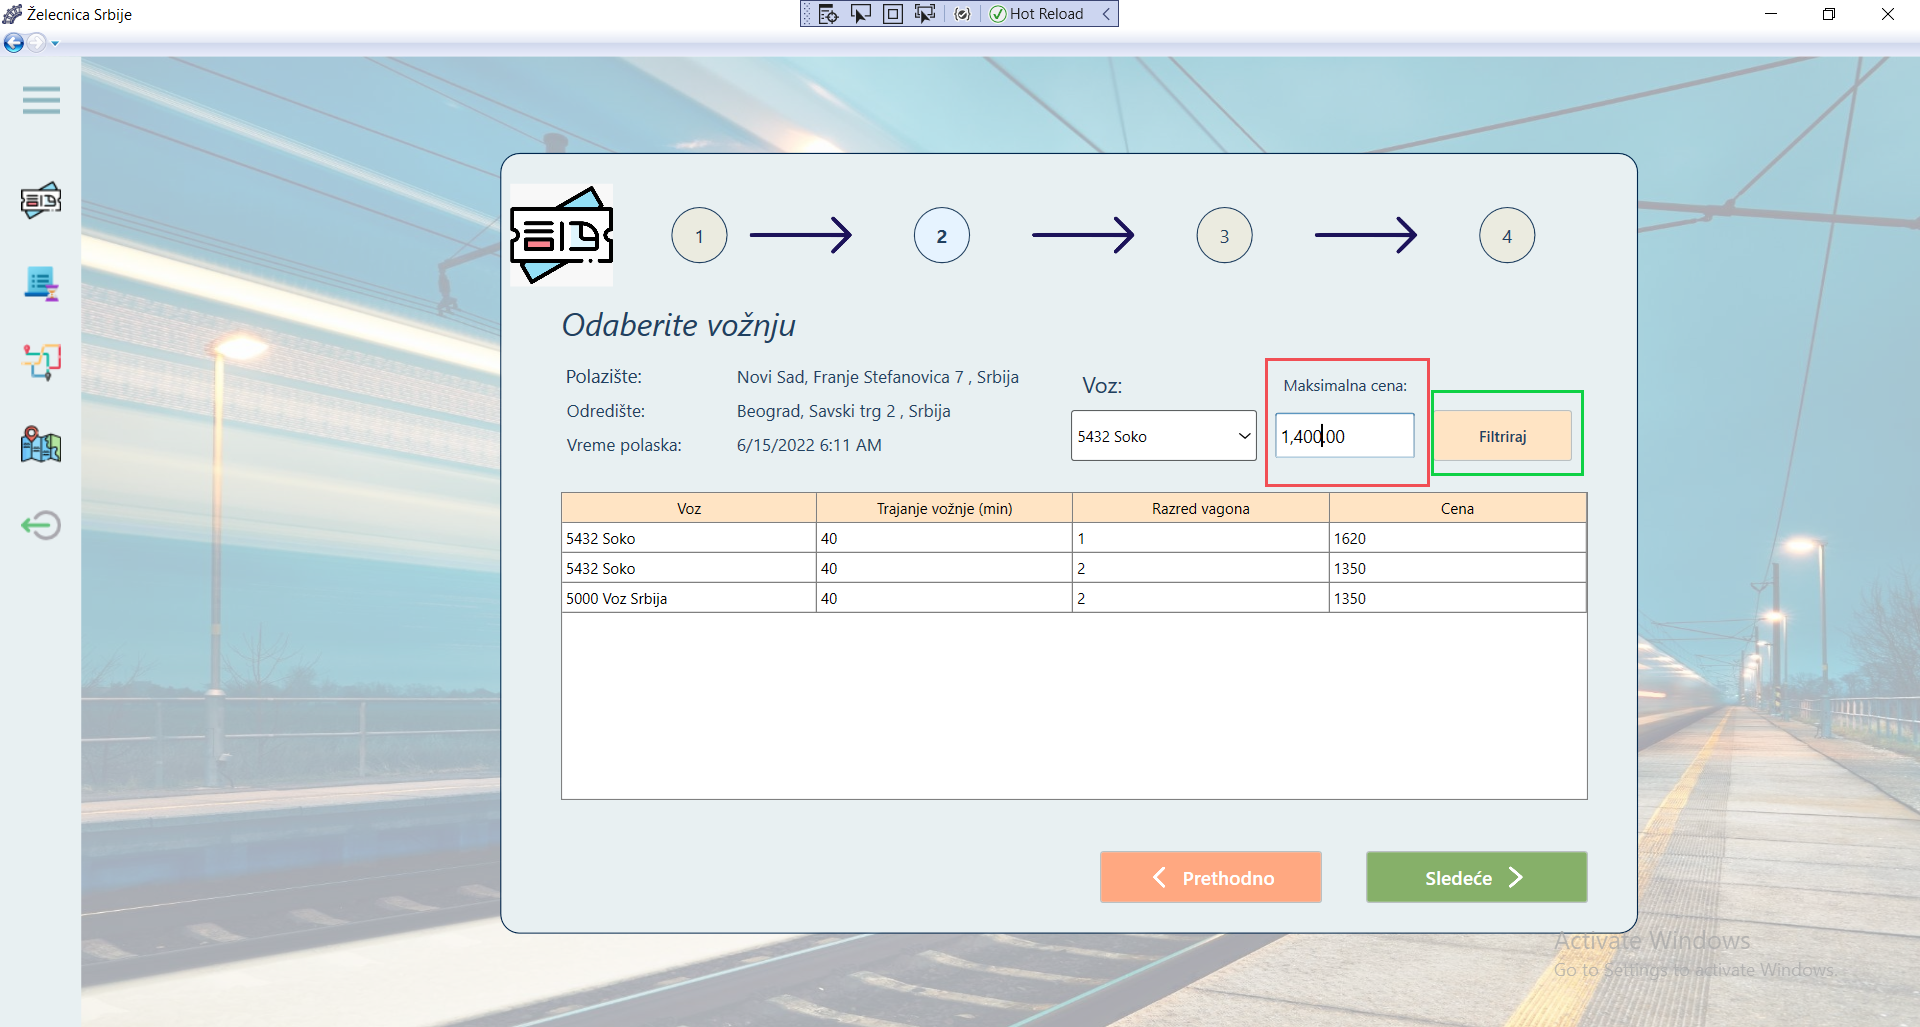 Želecnica Srbije
Hot Reload
1
2
3
4
Odaberite vožnju
Polazište: Novi Sad, Franje Stefanovica 7 , Srbija
Odredište: Beograd, Savski trg 2 , Srbija
Vreme polaska: 6/15/2022 6:11 AM
Voz:
5432 Soko
Maksimalna cena:
1,400.00
Filtriraj
Voz Trajanje vožnje (min) Razred vagona Cena
5432 Soko 40 1 1620
5432 Soko 40 2 1350
5000 Voz Srbija 40 2 1350
Prethodno
Sledeće
Activate Windows
Go to Settings to activate Windows.